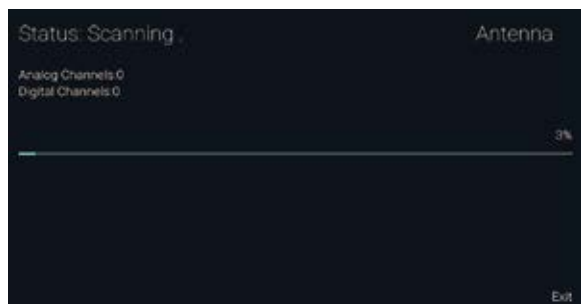 Status: Scanning .
Antenna
Analog Channels:0
Digital Channels:0
3%
Exit